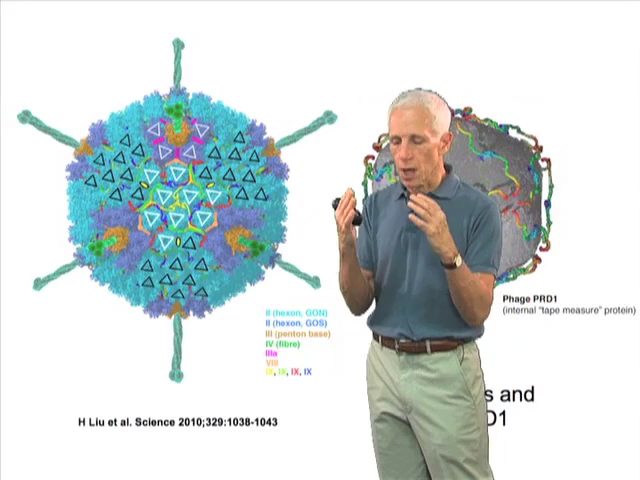 II (hexon, GON)
II (hexon, GOS)
III (penton base)
IV (fibre)
IIIa
VIII
IX, IX, IX, IX
H Liu et al. Science 2010;329:1038-1043
Phage PRD1
(internal "tape measure" protein)
s and
D1